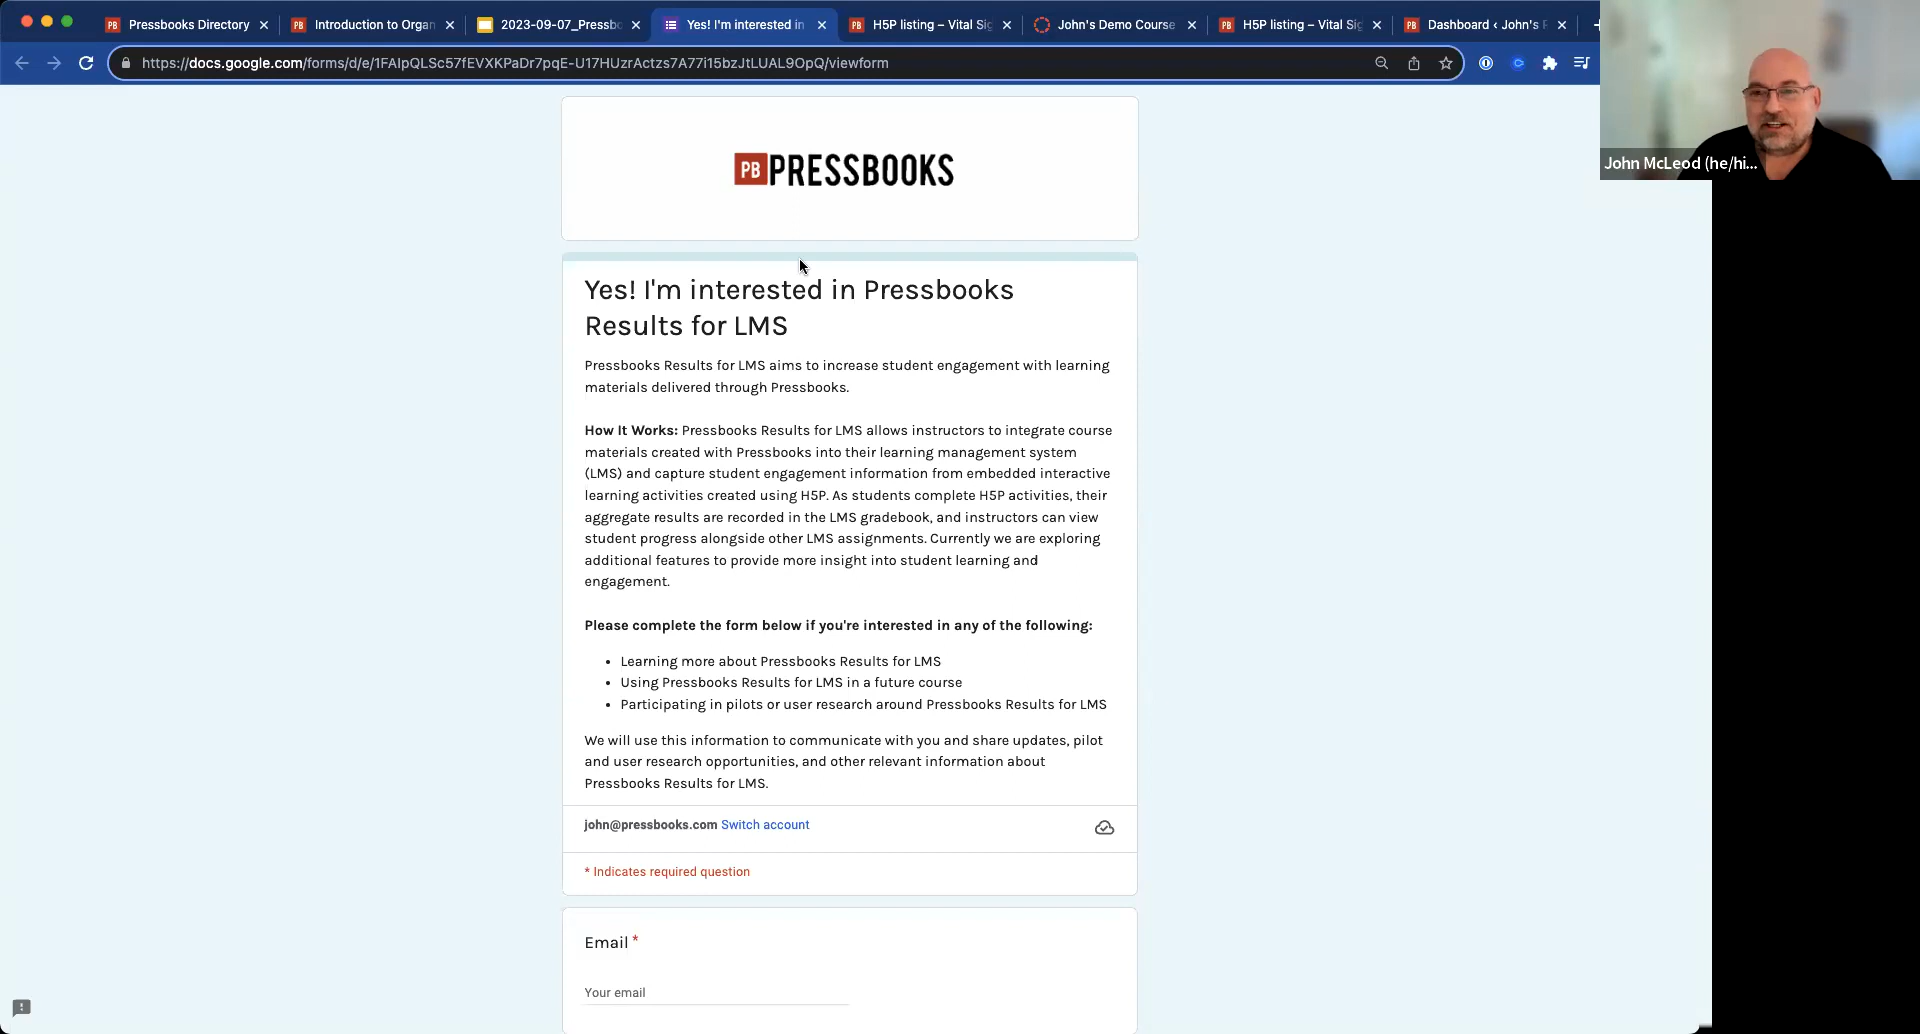 Pressbooks Directory
Introduction to Organ
2023-09-07_Pressbo
Yes! I'm interested in
H5P listing – Vital Sig
John's Demo Course
H5P listing – Vital Sig
Dashboard ‹ John's P
https://docs.google.com/forms/d/e/1FAIpQLSc57fEVXKPaDr7pqE-U17HUzrActzs7A77i15bzJtLUAL9OpQ/viewform
John McLeod (he/hi...
PB PRESSBOOKS
Yes! I'm interested in Pressbooks
Results for LMS
Pressbooks Results for LMS aims to increase student engagement with learning
materials delivered through Pressbooks.
How It Works: Pressbooks Results for LMS allows instructors to integrate course
materials created with Pressbooks into their learning management system
(LMS) and capture student engagement information from embedded interactive
learning activities created using H5P. As students complete H5P activities, their
aggregate results are recorded in the LMS gradebook, and instructors can view
student progress alongside other LMS assignments. Currently we are exploring
additional features to provide more insight into student learning and
engagement.
Please complete the form below if you're interested in any of the following:
• Learning more about Pressbooks Results for LMS
• Using Pressbooks Results for LMS in a future course
• Participating in pilots or user research around Pressbooks Results for LMS
We will use this information to communicate with you and share updates, pilot
and user research opportunities, and other relevant information about
Pressbooks Results for LMS.
john@pressbooks.com Switch account
* Indicates required question
Email *
Your email